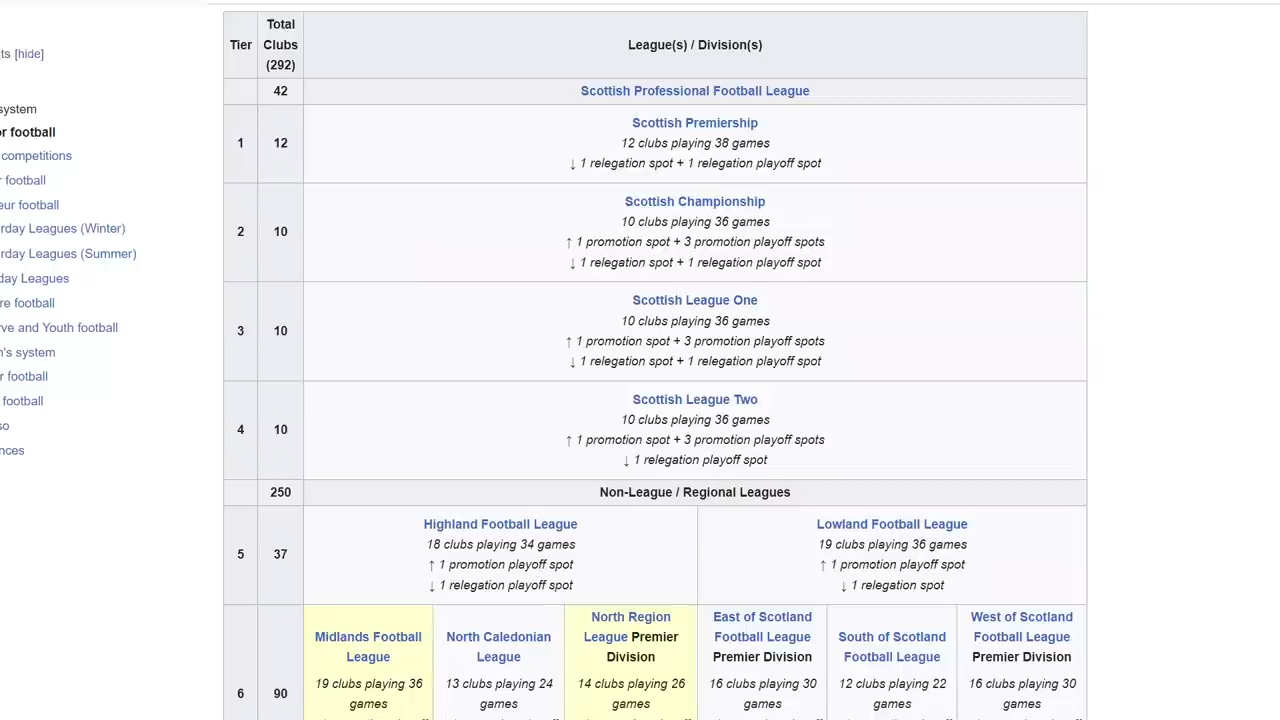 ts [hide]
system
or football
competitions
r football
eur football
rday Leagues (Winter)
rday Leagues (Summer)
day Leagues
re football
rve and Youth football
n's system
r football
football
so
nces
Tier
Total
Clubs
(292)
League(s) / Division(s)
42
Scottish Professional Football League
1
12
Scottish Premiership
12 clubs playing 38 games
↓ 1 relegation spot + 1 relegation playoff spot
2
10
Scottish Championship
10 clubs playing 36 games
↑ 1 promotion spot + 3 promotion playoff spots
↓ 1 relegation spot + 1 relegation playoff spot
3
10
Scottish League One
10 clubs playing 36 games
↑ 1 promotion spot + 3 promotion playoff spots
↓ 1 relegation spot + 1 relegation playoff spot
4
10
Scottish League Two
10 clubs playing 36 games
↑ 1 promotion spot + 3 promotion playoff spots
↓ 1 relegation playoff spot
250
Non-League / Regional Leagues
5
37
Highland Football League
18 clubs playing 34 games
↑ 1 promotion playoff spot
↓ 1 relegation playoff spot
Lowland Football League
19 clubs playing 36 games
↑ 1 promotion playoff spot
↓ 1 relegation spot
6
90
Midlands Football
League
19 clubs playing 36
games
North Caledonian
League
13 clubs playing 24
games
North Region
League Premier
Division
14 clubs playing 26
games
East of Scotland
Football League
Premier Division
16 clubs playing 30
games
South of Scotland
Football League
12 clubs playing 22
games
West of Scotland
Football League
Premier Division
16 clubs playing 30
games